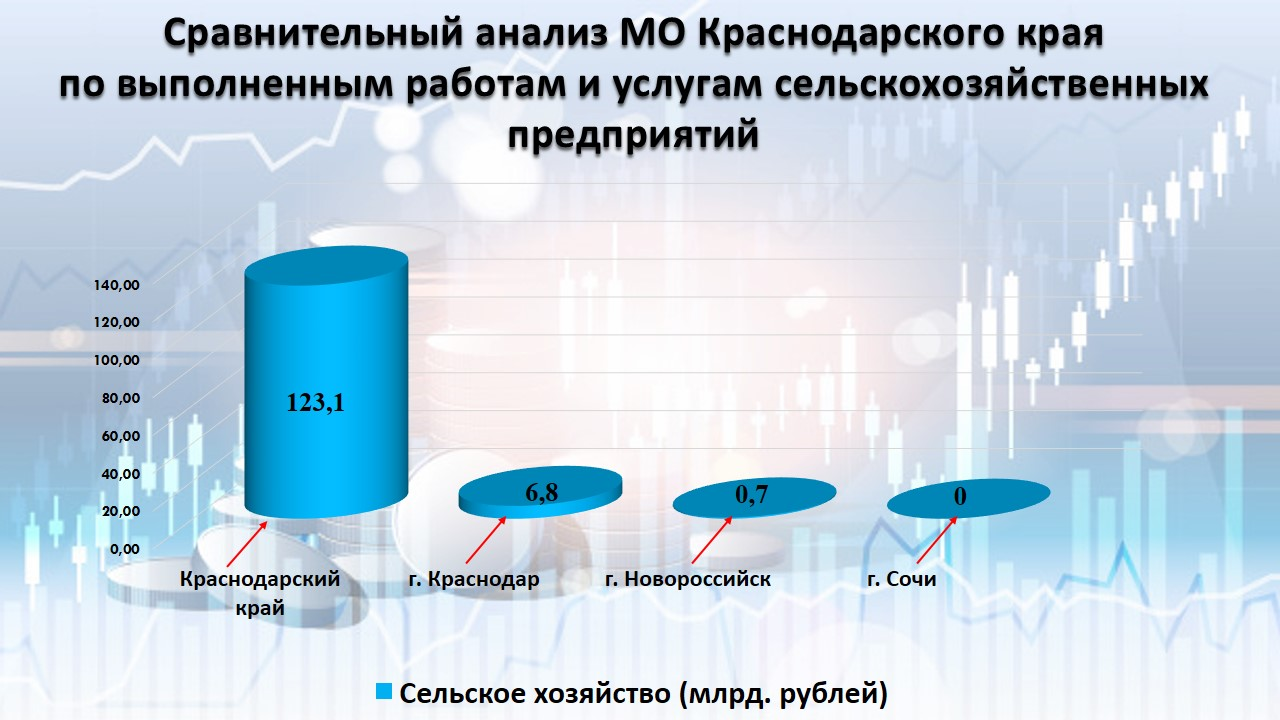 Сравнительный анализ МО Краснодарского края
по выполненным работам и услугам сельскохозяйственных
предприятий
140,00
120,00
100,00
80,00
60,00
40,00
20,00
0,00
123,1
6,8
0,7
0
Краснодарский
край
г. Краснодар
г. Новороссийск
г. Сочи
Сельское хозяйство (млрд. рублей)